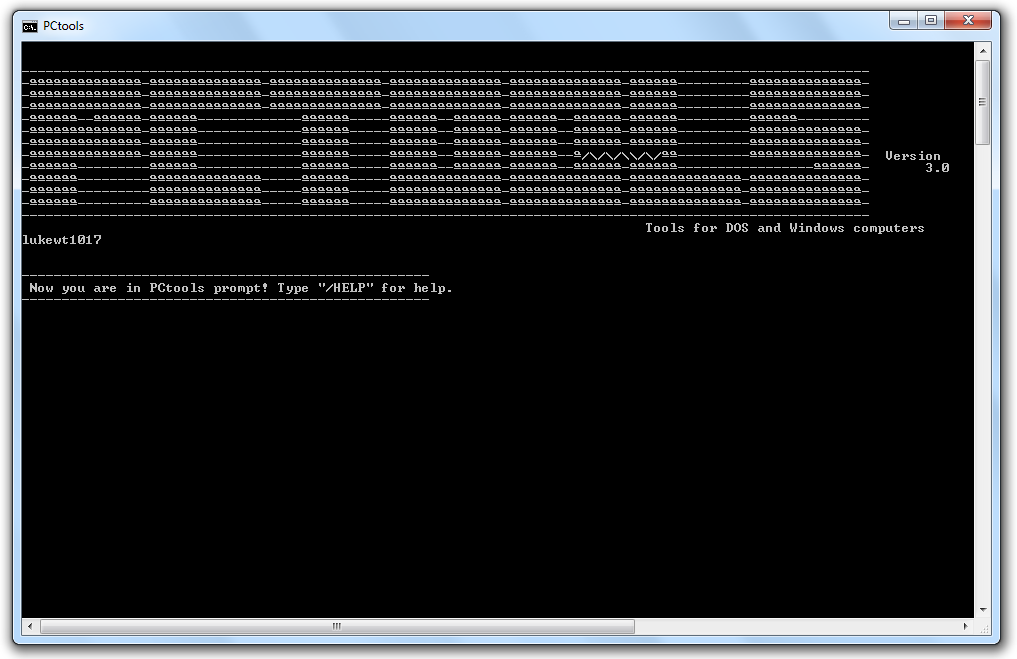 PCtools
Version
3.0
Tools for DOS and Windows computers
lukewt1017
Now you are in PCtools prompt! Type "/HELP" for help.